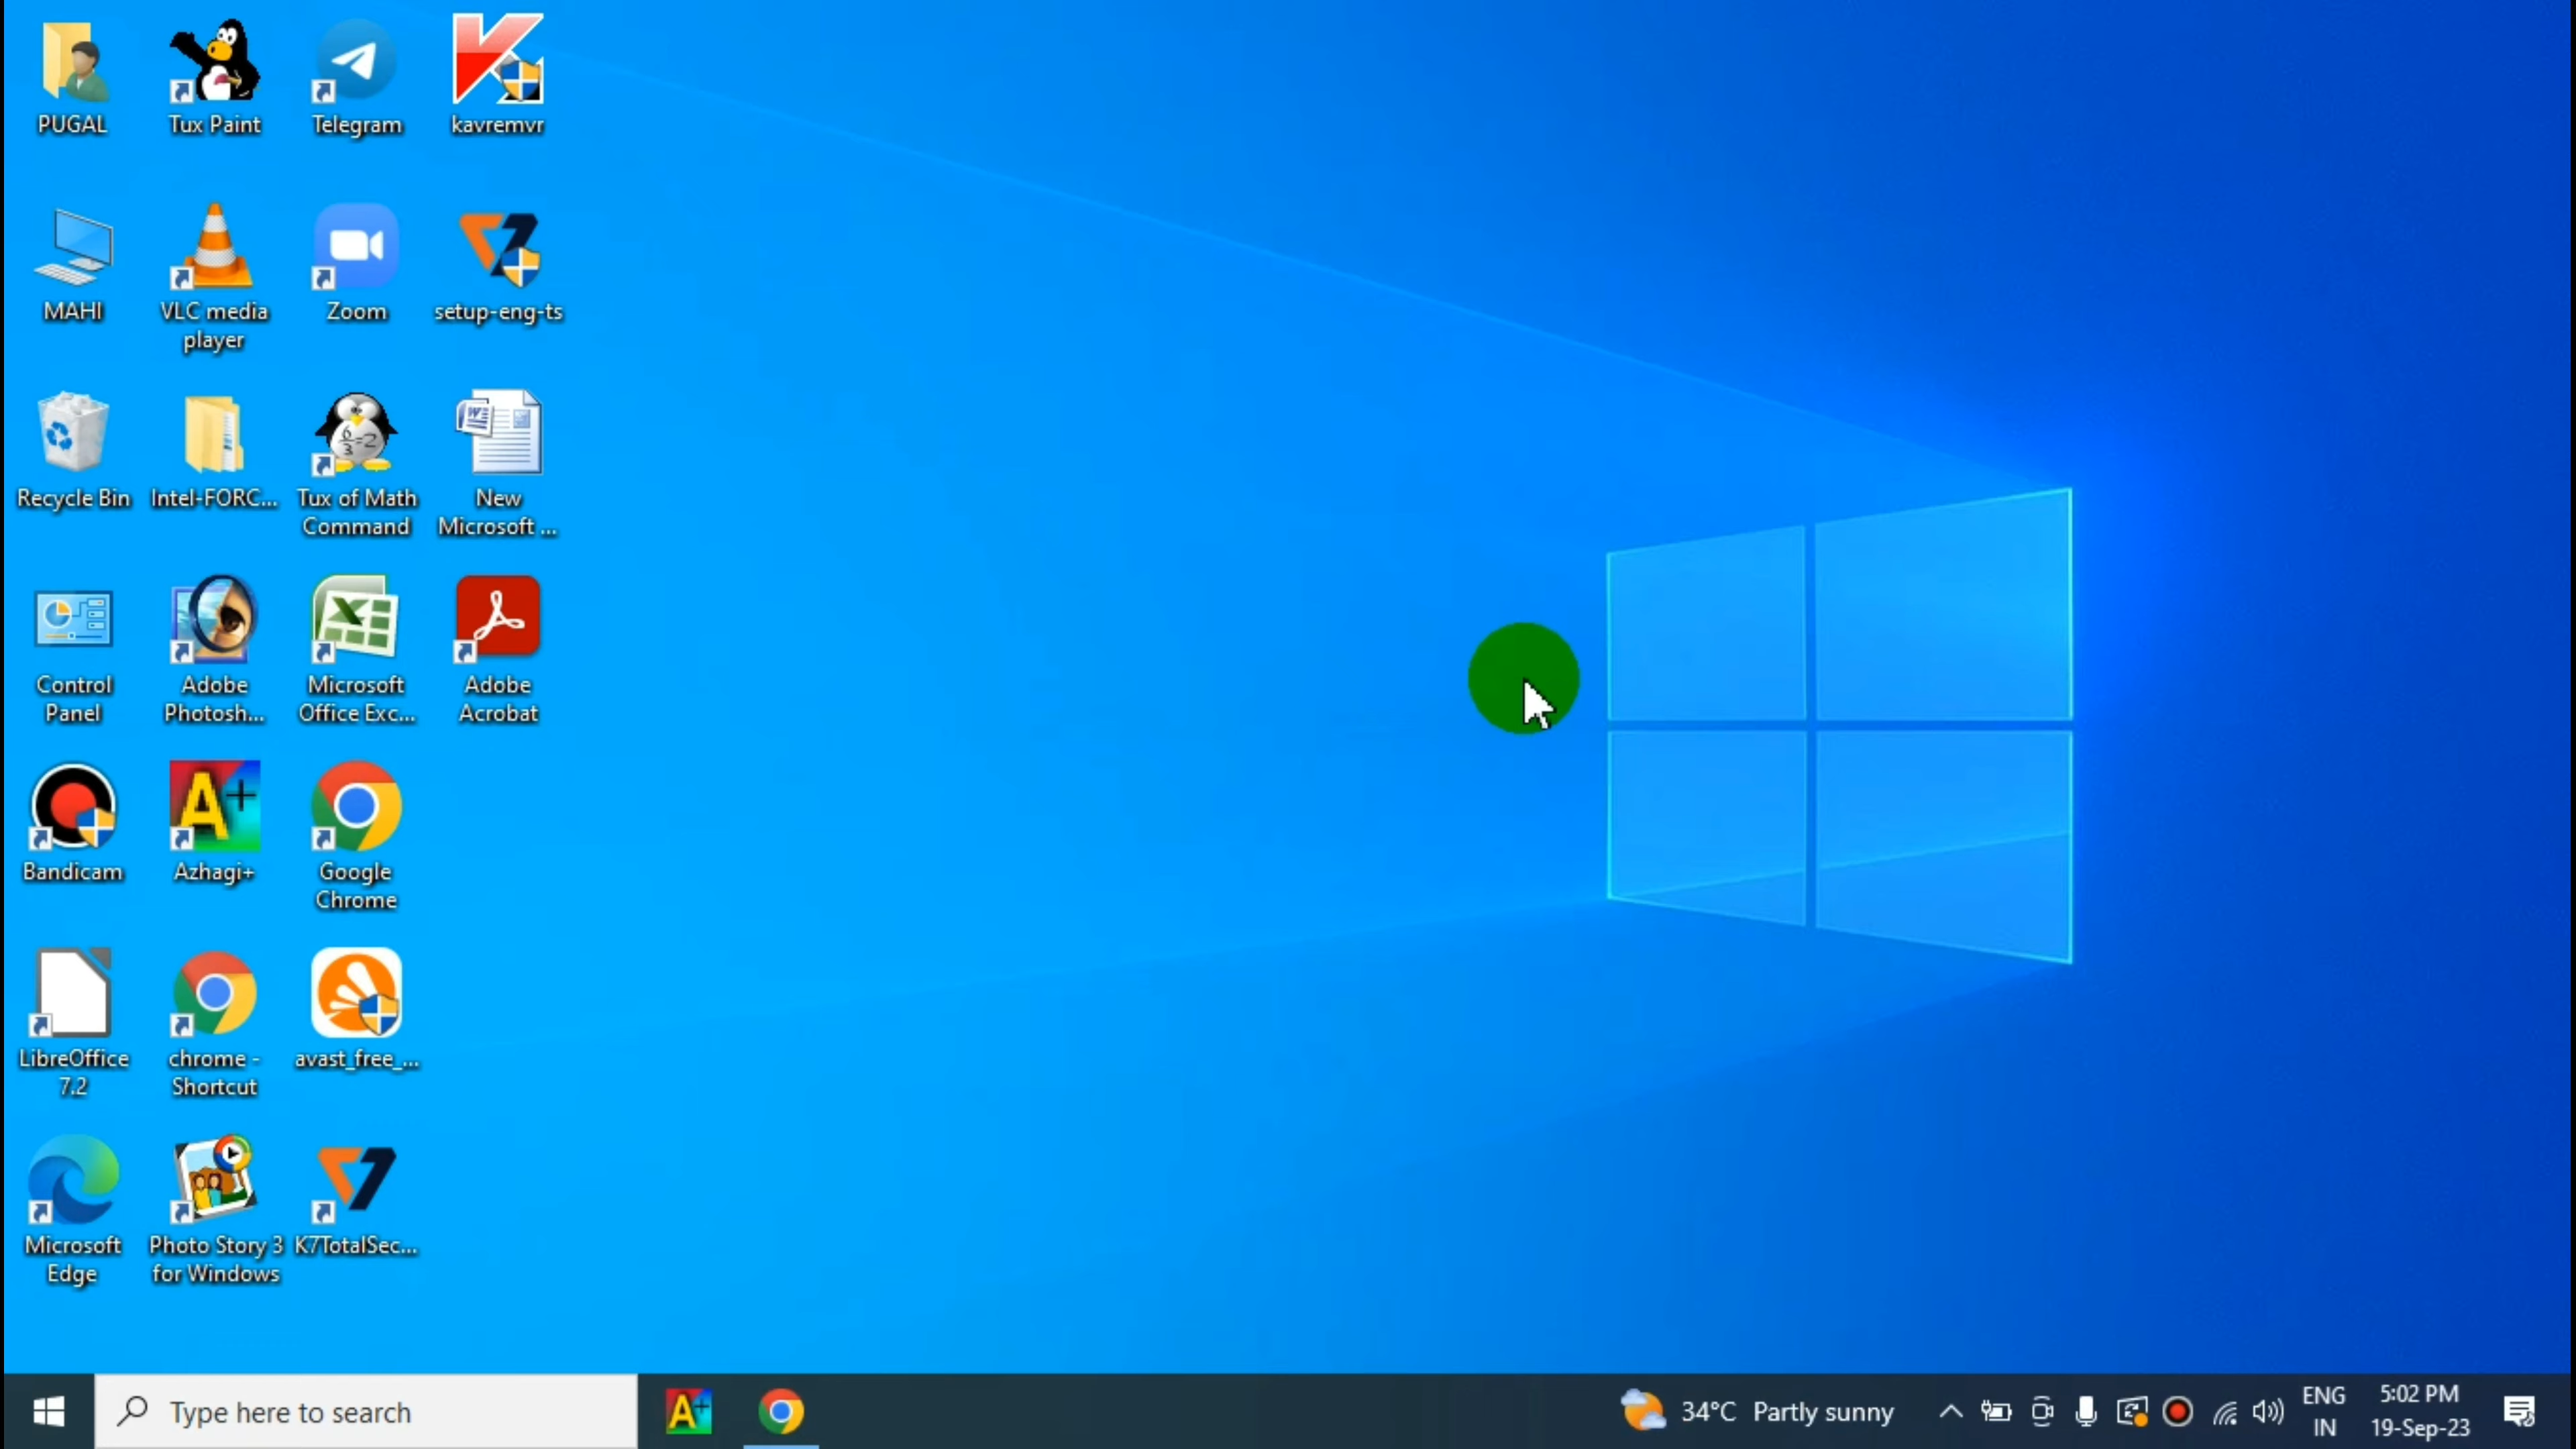 PUGAL
Tux Paint
Telegram
kavremvr
MAHI
VLC media
player
Zoom
setup-eng-ts
Recycle Bin
Intel-FORC...
6
3
=2
Tux of Math
Command
W
New
Microsoft ...
Control
Panel
Adobe
Photosh...
X
Microsoft
Office Exc...
Adobe
Acrobat
Bandicam
A+
Azhagi+
Google
Chrome
LibreOffice
7.2
chrome -
Shortcut
avast_free_...
Microsoft
Edge
Photo Story 3
for Windows
K7TotalSec...
Type here to search
A+
34°C Partly sunny
ENG
IN
5:02 PM
19-Sep-23